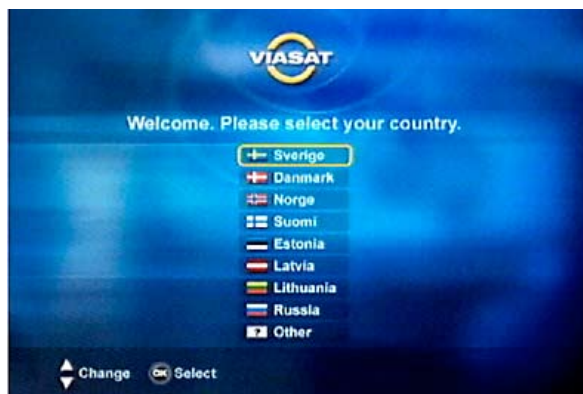 VIASAT
Welcome. Please select your country.
Sverige
Danmark
Norge
Suomi
Estonia
Latvia
Lithuania
Russia
? Other
Change OK Select